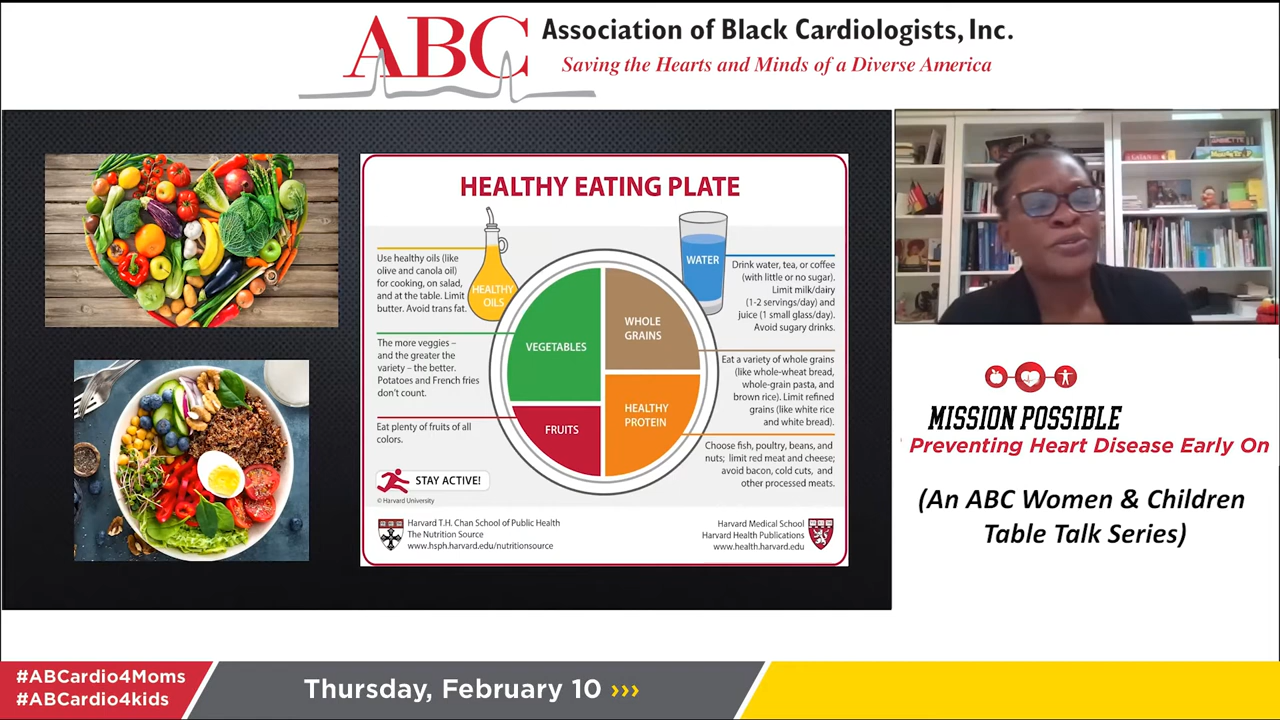 ABC
Association of Black Cardiologists, Inc.
Saving the Hearts and Minds of a Diverse America
HEALTHY EATING PLATE
Use healthy oils (like
olive and canola oil)
for cooking, on salad,
and at the table. Limit
butter. Avoid trans fat.
HEALTHY
OILS
The more veggies –
and the greater the
variety – the better.
Potatoes and French fries
don't count.
Eat plenty of fruits of all
colors.
STAY ACTIVE!
© Harvard University
VEGETABLES
FRUITS
WHOLE
GRAINS
HEALTHY
PROTEIN
WATER
Drink water, tea, or coffee
(with little or no sugar).
Limit milk/dairy
(1-2 servings/day) and
juice (1 small glass/day).
Avoid sugary drinks.
Eat a variety of whole grains
(like whole-wheat bread,
whole-grain pasta, and
brown rice). Limit refined
grains (like white rice
and white bread).
Choose fish, poultry, beans, and
nuts; limit red meat and cheese;
avoid bacon, cold cuts, and
other processed meats.
Harvard T.H. Chan School of Public Health
The Nutrition Source
www.hsph.harvard.edu/nutritionsource
Harvard Medical School
Harvard Health Publications
www.health.harvard.edu
CATAN
MISSION POSSIBLE
Preventing Heart Disease Early On
(An ABC Women & Children
Table Talk Series)
#ABCardio4Moms
#ABCardio4kids
Thursday, February 10 ›››